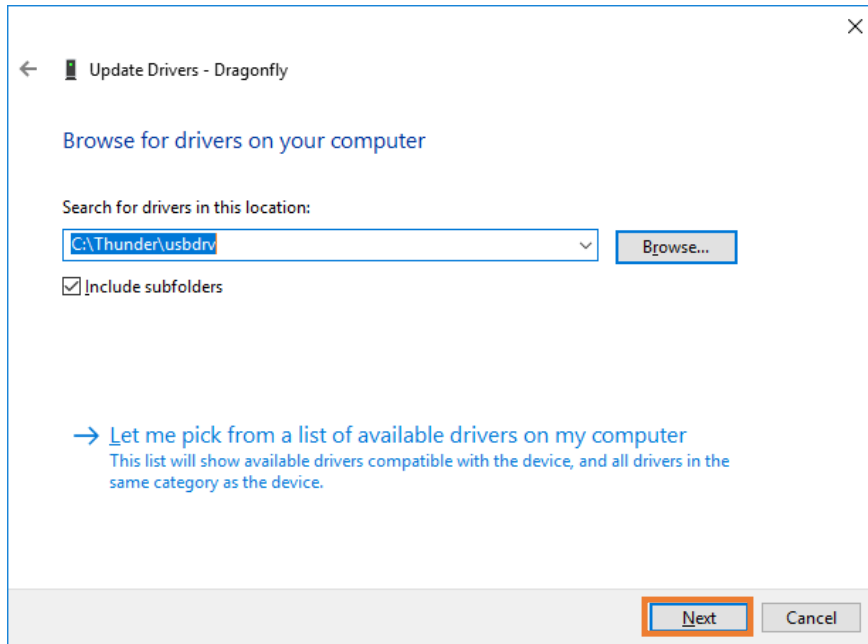 Update Drivers - Dragonfly
Browse for drivers on your computer
Search for drivers in this location:
C:\Thunder\usbdrv
Browse...
Include subfolders
Let me pick from a list of available drivers on my computer
This list will show available drivers compatible with the device, and all drivers in the
same category as the device.
Next
Cancel